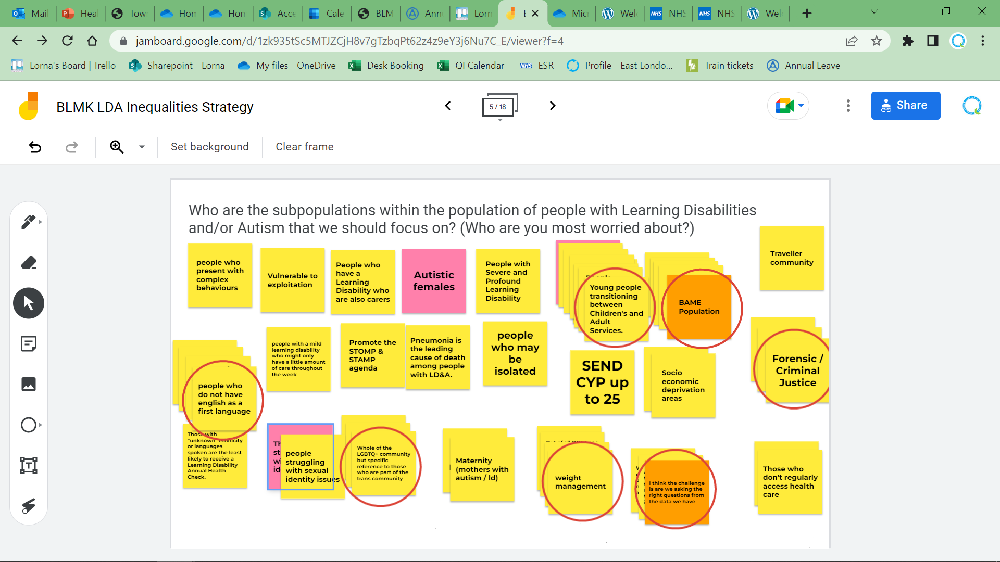 Mail
Heal
Tow
Hom
Hom
Acce
Cale
BLM
Ann
Lorn
E
Mic
Wel
NHS NHS
NHS NHS
Wel
jamboard.google.com/d/1zk935tSc5MTJZCjH8v7gTzbqPt62z4z9eY3j6Nu7C_E/viewer?f=4
Lorna's Board | Trello
Sharepoint - Lorna
My files - OneDrive
Desk Booking
QI Calendar
NHS ESR
Profile - East Londo...
Train tickets
Annual Leave
BLMK LDA Inequalities Strategy
5 / 18
Share
Set background
Clear frame
Who are the subpopulations within the population of people with Learning Disabilities
and/or Autism that we should focus on? (Who are you most worried about?)
people who
present with
complex
behaviours
Vulnerable to
exploitation
People who
have a
Learning
Disability who
are also carers
Autistic
females
People with
Severe and
Profound
Learning
Disability
Young people
transitioning
between
Children's and
Adult
Services.
BAME
Population
Traveller
community
people who
do not have
english as a
first language
people with a mild
learning disability
who might only
have a little amount
of care throughout
the week
Promote the
STOMP &
STAMP
agenda
Pneumonia is
the leading
cause of death
among people
with LD&A.
people
who may
be
isolated
SEND
CYP up
to 25
Socio
economic
deprivation
areas
Forensic /
Criminal
Justice
Those with
"unknown" ethnicity
or languages
spoken are the least
likely to receive a
Learning Disability
Annual Health
Check.
Th
st
wi
id
people
struggling
with sexual
identity issues
Whole of the
LGBTQ+ community
but specific
reference to those
who are part of the
trans community
Maternity
(mothers with
autism / ld)
weight
management
I think the challenge
is are we asking the
right questions from
the data we have
Those who
don't regularly
access health
care